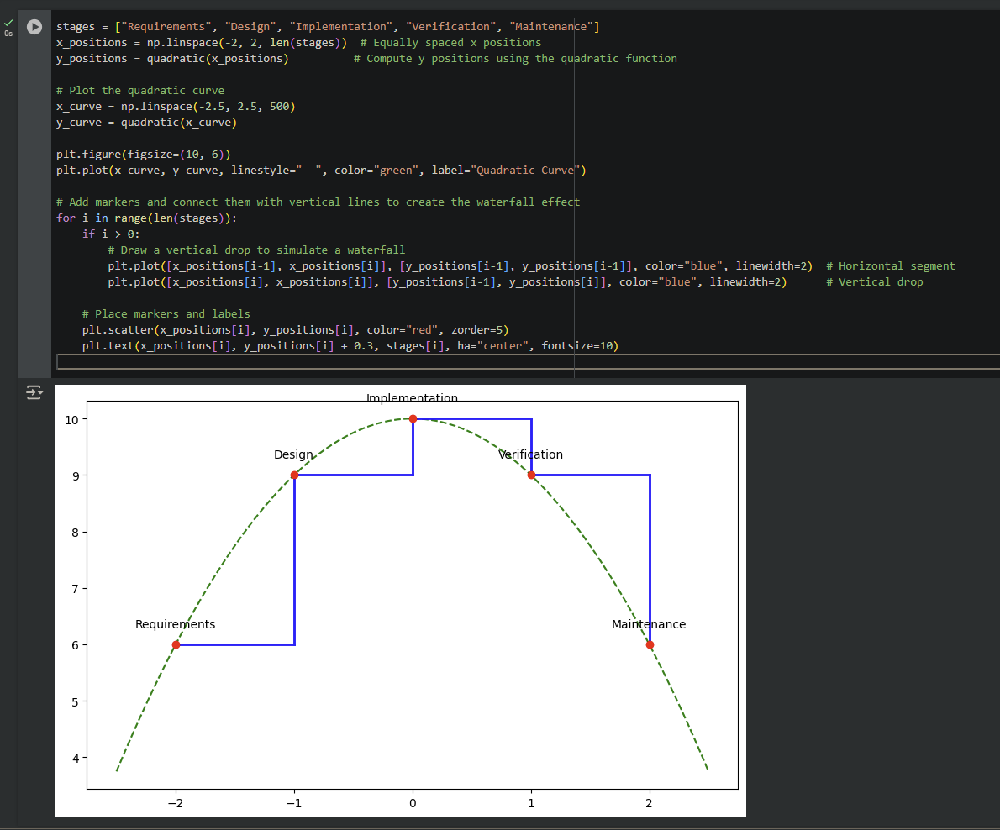 0s
stages = ["Requirements", "Design", "Implementation", "Verification", "Maintenance"]
x_positions = np.linspace(-2, 2, len(stages))  # Equally spaced x positions
y_positions = quadratic(x_positions)          # Compute y positions using the quadratic function
# Plot the quadratic curve
x_curve = np.linspace(-2.5, 2.5, 500)
y_curve = quadratic(x_curve)
plt.figure(figsize=(10, 6))
plt.plot(x_curve, y_curve, linestyle="--", color="green", label="Quadratic Curve")
# Add markers and connect them with vertical lines to create the waterfall effect
for i in range(len(stages)):
    if i > 0:
        # Draw a vertical drop to simulate a waterfall
        plt.plot([x_positions[i-1], x_positions[i]], [y_positions[i-1], y_positions[i-1]], color="blue", linewidth=2)  # Horizontal segment
        plt.plot([x_positions[i], x_positions[i]], [y_positions[i-1], y_positions[i]], color="blue", linewidth=2)      # Vertical drop
    # Place markers and labels
    plt.scatter(x_positions[i], y_positions[i], color="red", zorder=5)
    plt.text(x_positions[i], y_positions[i] + 0.3, stages[i], ha="center", fontsize=10)
Implementation
10
Design
Verification
9
8
7
Requirements
Maintenance
6
5
4
−2
−1
0
1
2